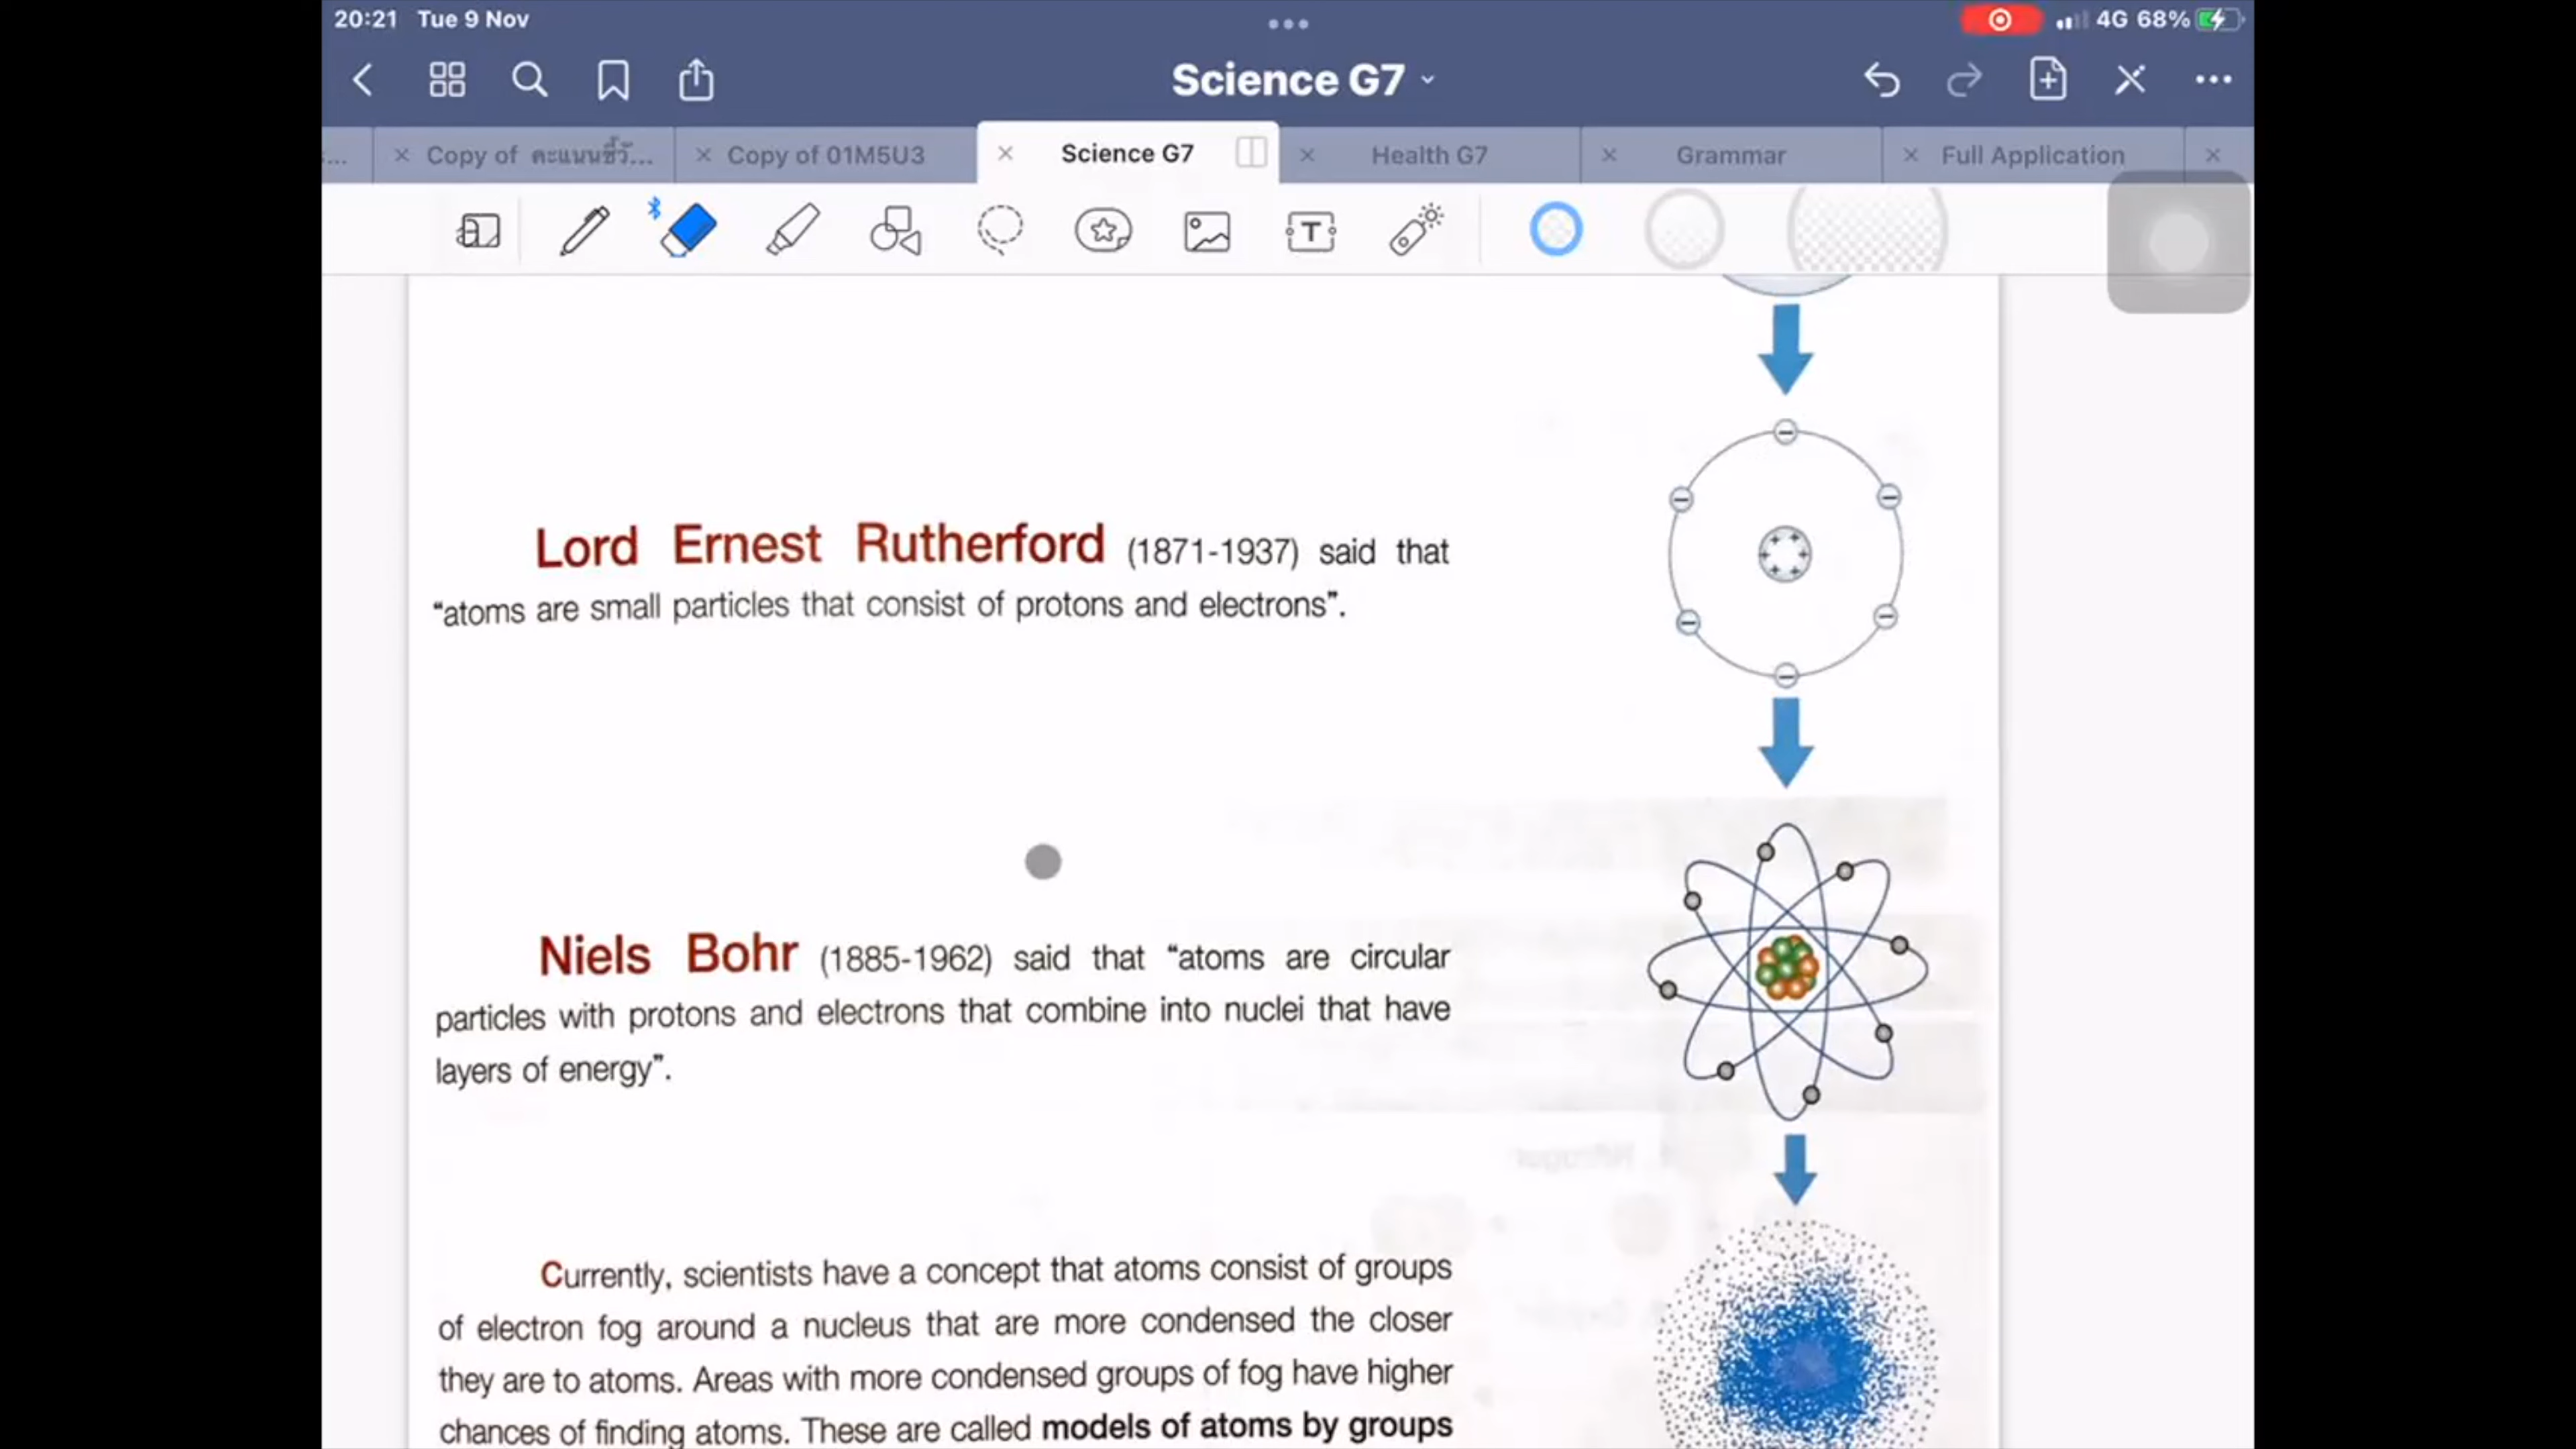 20:21 Tue 9 Nov
4G 68%
Science G7
Copy of คะแนนชี้วั...
Copy of 01M5U3
Science G7
Health G7
Grammar
Full Application
Lord Ernest Rutherford (1871-1937) said that
“atoms are small particles that consist of protons and electrons”.
Niels Bohr (1885-1962) said that “atoms are circular
particles with protons and electrons that combine into nuclei that have
layers of energy”.
Currently, scientists have a concept that atoms consist of groups
of electron fog around a nucleus that are more condensed the closer
they are to atoms. Areas with more condensed groups of fog have higher
chances of finding atoms. These are called models of atoms by groups